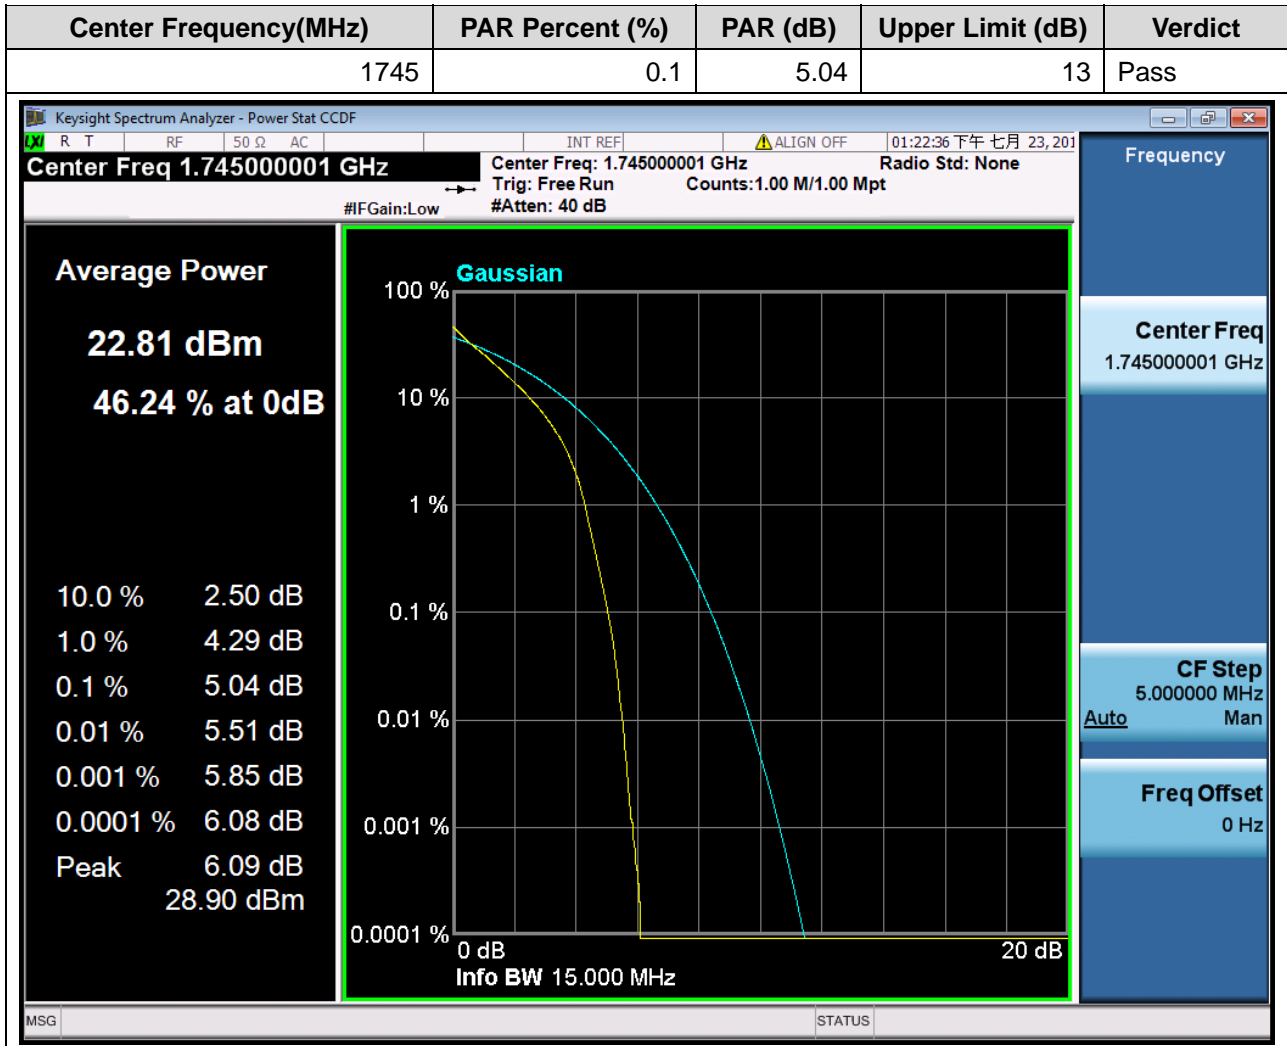 Center Frequency(MHz) PAR Percent (%) PAR (dB) Upper Limit (dB) Verdict
1745 0.1 5.04 13 Pass
Keysight Spectrum Analyzer - Power Stat CCDF
LXI R T RF 50 Ω AC INT REF ALIGN OFF 01:22:36 下午 七月 23, 201
Center Freq 1.745000001 GHz
Center Freq: 1.745000001 GHz Radio Std: None
Trig: Free Run Counts:1.00 M/1.00 Mpt
#IFGain:Low #Atten: 40 dB
Average Power
22.81 dBm
46.24 % at 0dB
10.0 % 2.50 dB
1.0 % 4.29 dB
0.1 % 5.04 dB
0.01 % 5.51 dB
0.001 % 5.85 dB
0.0001 % 6.08 dB
Peak 6.09 dB
28.90 dBm
Gaussian
100 %
10 %
1 %
0.1 %
0.01 %
0.001 %
0.0001 %
0 dB 20 dB
Info BW 15.000 MHz
Frequency
Center Freq
1.745000001 GHz
CF Step
5.000000 MHz
Auto Man
Freq Offset
0 Hz
MSG STATUS